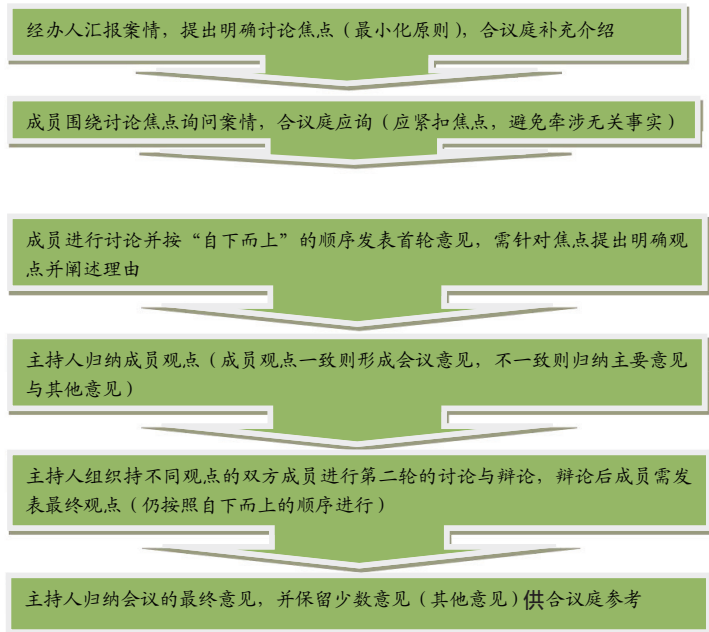 经办人汇报案情，提出明确讨论焦点（最小化原则），合议庭补充介绍
成员围绕讨论焦点询问案情，合议庭应询（应紧扣焦点，避免牵涉无关事实）
成员进行讨论并按“自下而上”的顺序发表首轮意见，需针对焦点提出明确观
点并阐述理由
主持人归纳成员观点（成员观点一致则形成会议意见，不一致则归纳主要意见
与其他意见）
主持人组织持不同观点的双方成员进行第二轮的讨论与辩论，辩论后成员需发
表最终观点（仍按照自下而上的顺序进行）
主持人归纳会议的最终意见，并保留少数意见（其他意见）供合议庭参考